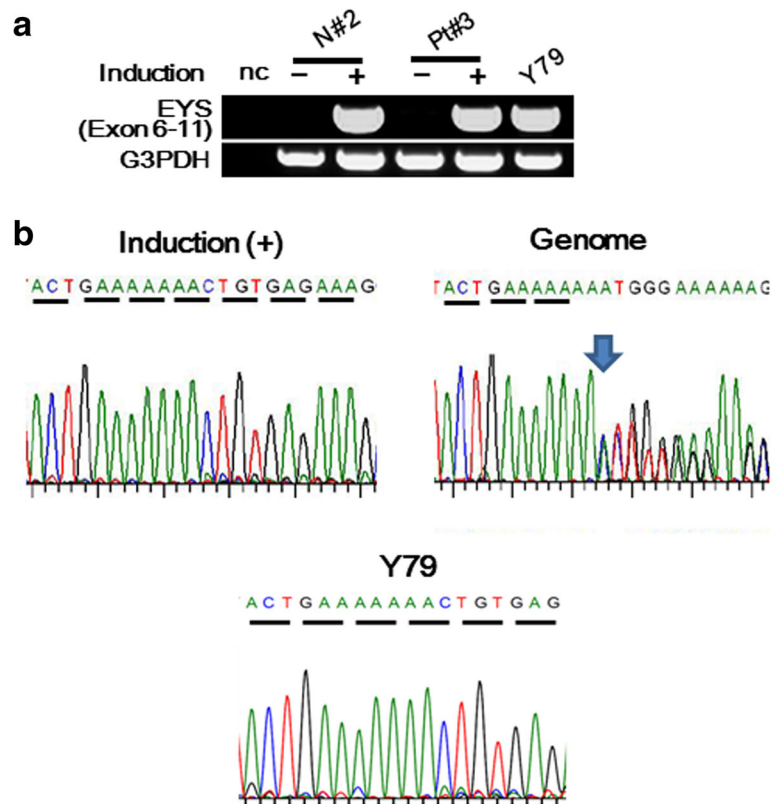 a
N#2 Pt#3 Y79
Induction nc – + – +
EYS
(Exon 6-11)
G3PDH
b
Induction (+)
ACTGAAAAAAACTGTGAGAAAG
Genome
TACTGAAAAAAAATGGGAAAAAAG
Y79
ACTGAAAAAAACTGTGAG